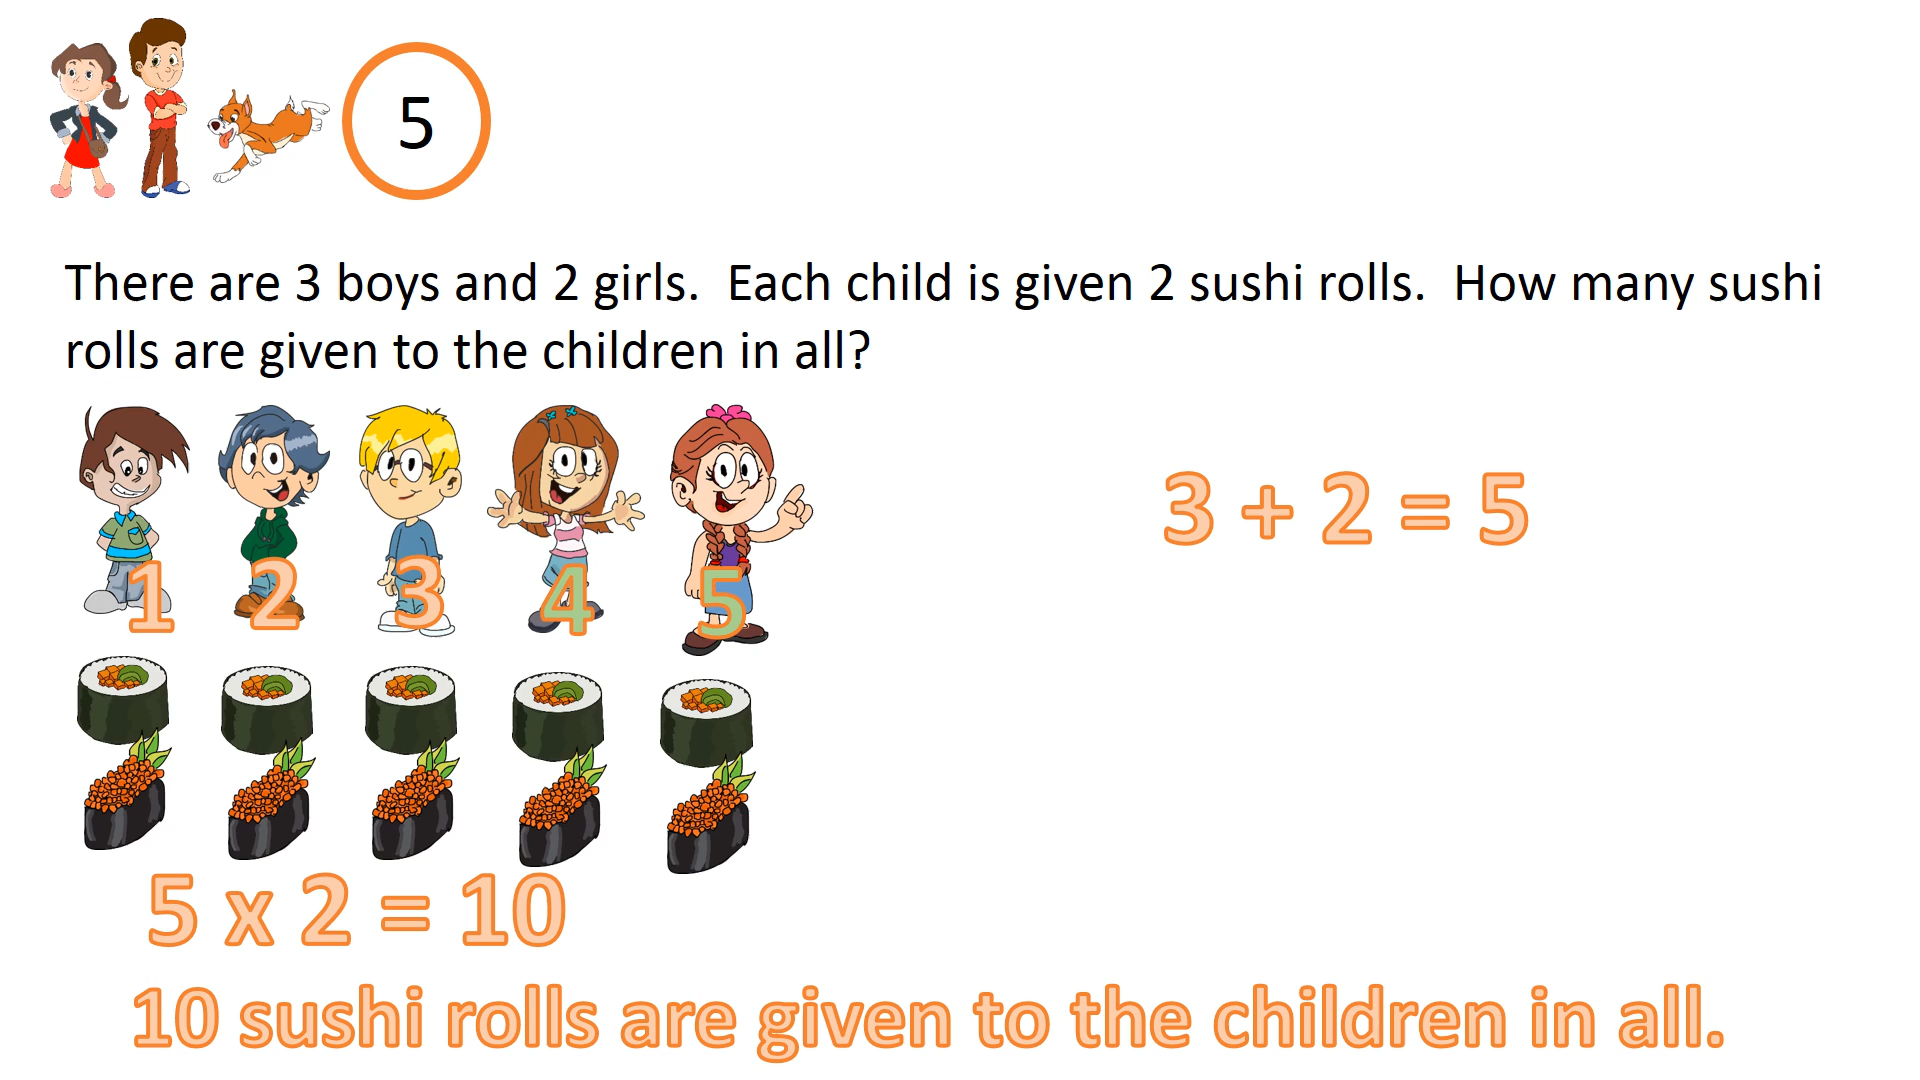 5
There are 3 boys and 2 girls.  Each child is given 2 sushi rolls.  How many sushi
rolls are given to the children in all?
3 + 2 = 5
1 2 3 4 5
5 x 2 = 10
10 sushi rolls are given to the children in all.